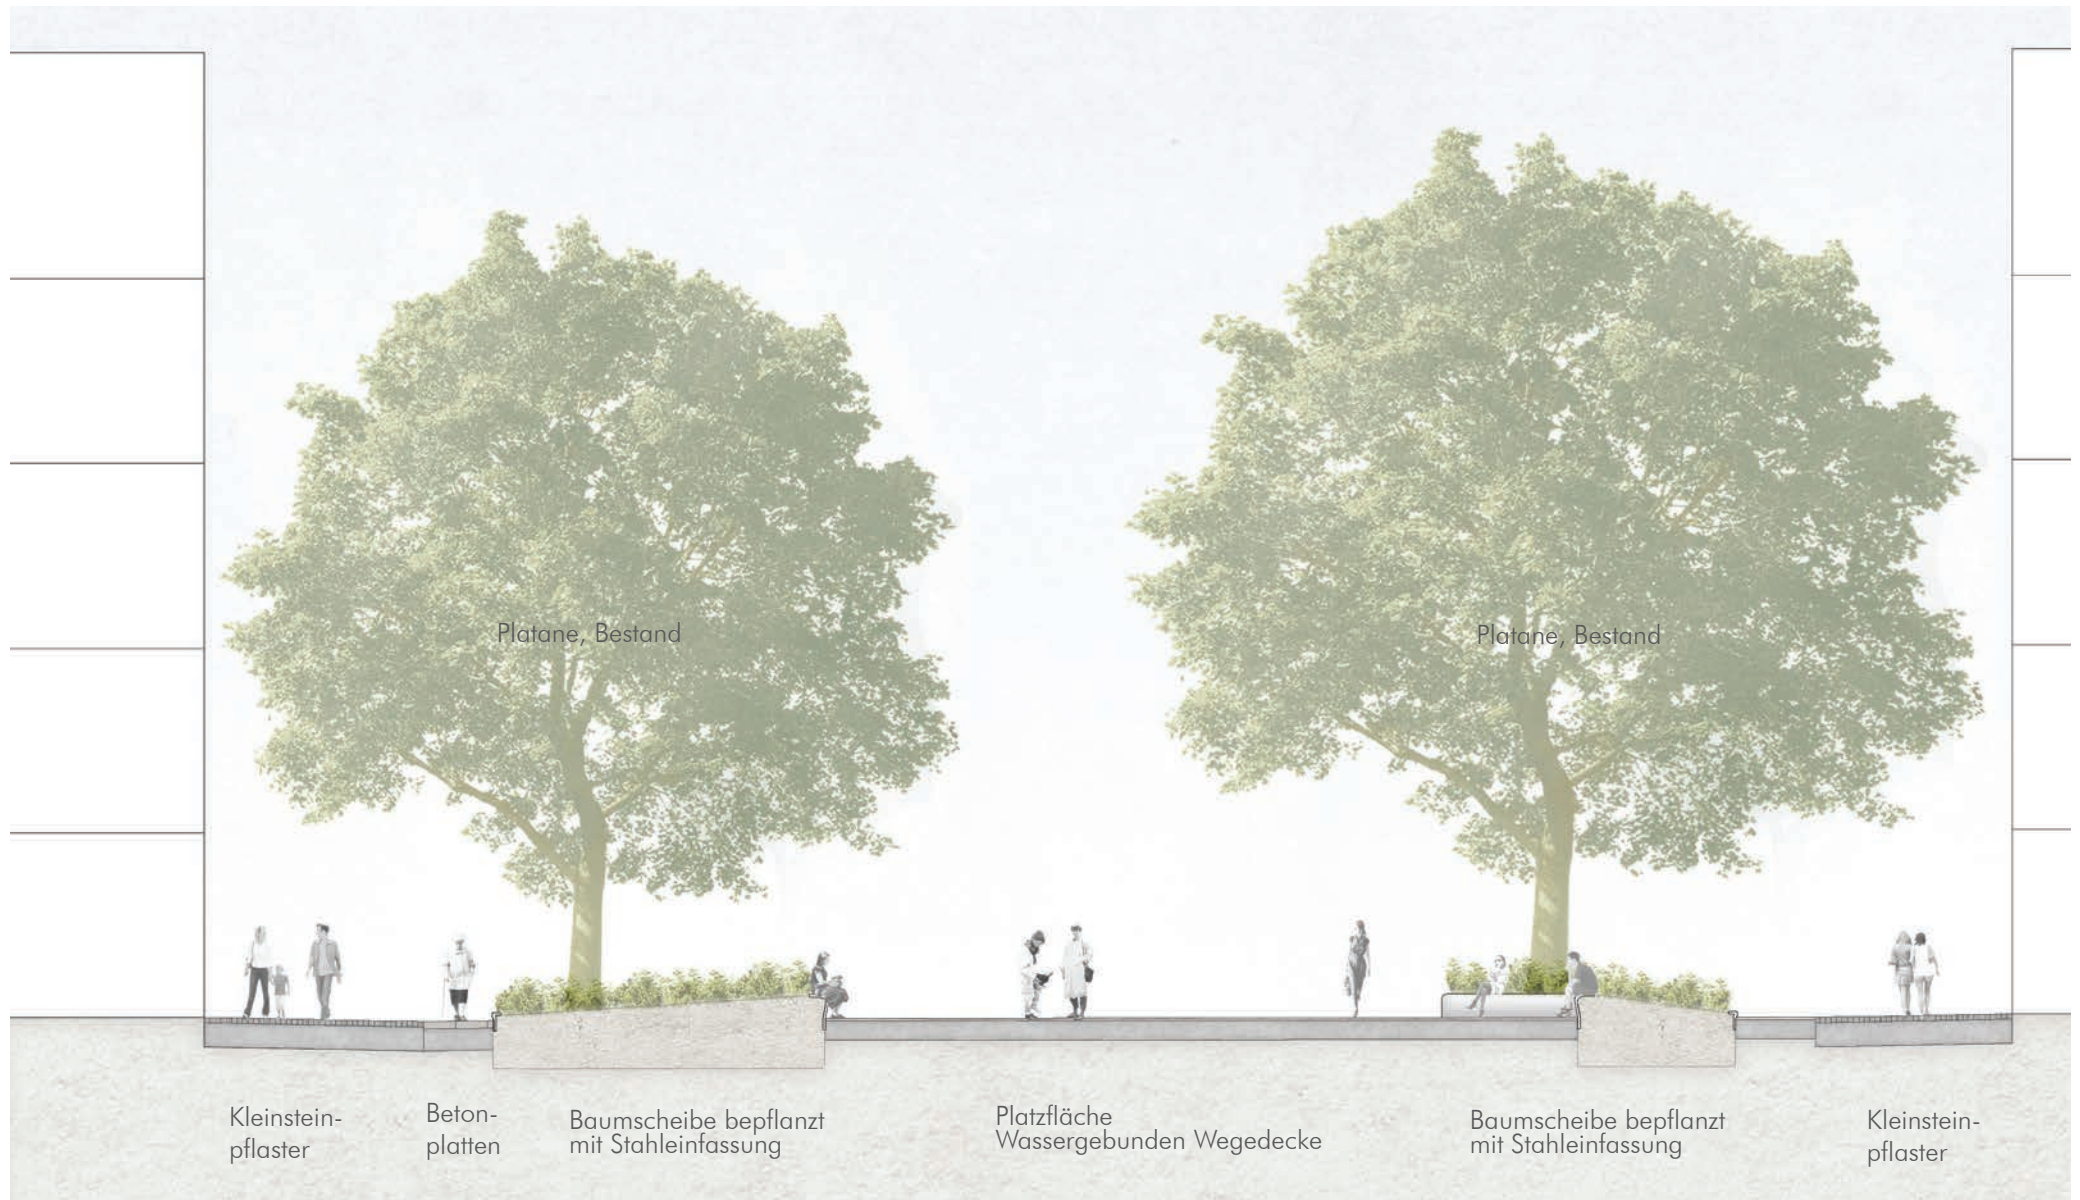 Platane, Bestand
Platane, Bestand
Kleinstein-
pflaster
Beton-
platten
Baumscheibe bepflanzt
mit Stahleinfassung
Platzfläche
Wassergebunden Wegedecke
Baumscheibe bepflanzt
mit Stahleinfassung
Kleinstein-
pflaster